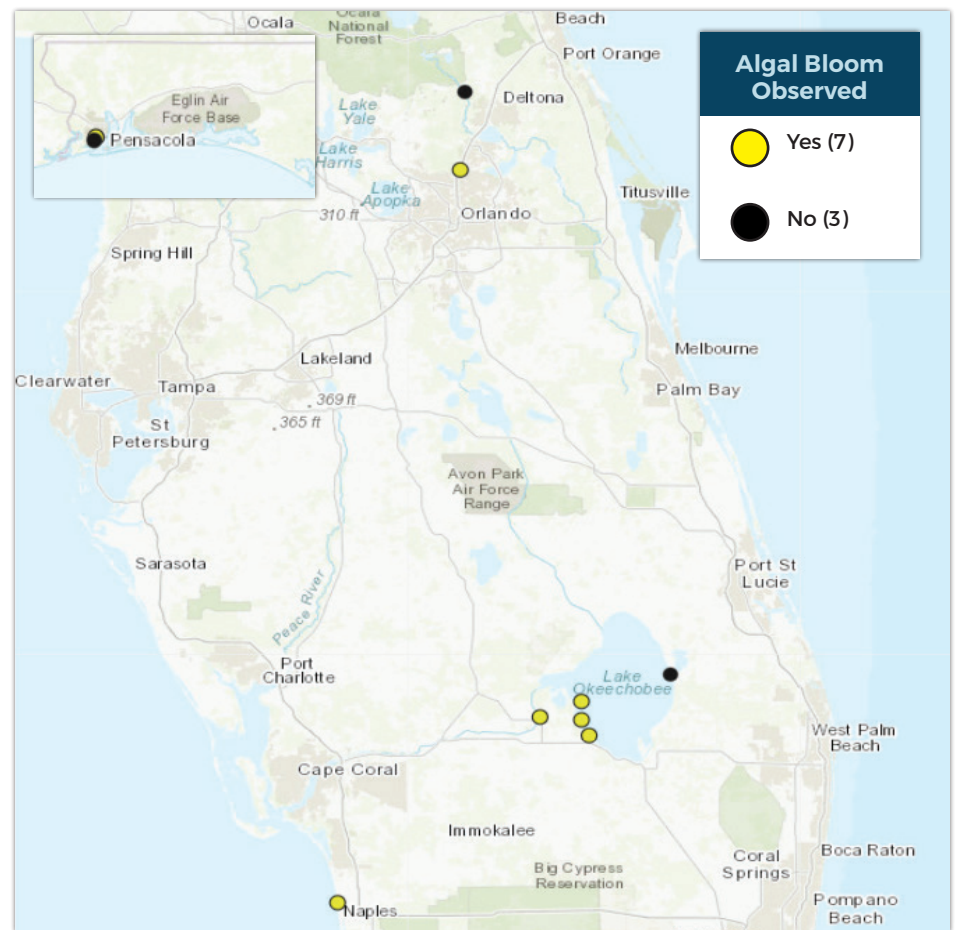 Ocala
Ocala
National
Forest
Beach
Port Orange
Algal Bloom
Observed
Yes (7)
No (3)
Eglin Air
Force Base
Pensacola
Deltona
Lake
Yale
Lake
Harris
Lake
Apopka
310 ft
Orlando
Titusville
Spring Hill
Lakeland
Melbourne
Clearwater
Tampa
369 ft
365 ft
Palm Bay
St
Petersburg
Avon Park
Air Force
Range
Sarasota
Port St
Lucie
Peace River
Port
Charlotte
Lake
Okeechobee
West Palm
Beach
Cape Coral
Immokalee
Big Cypress
Reservation
Coral
Springs
Boca Raton
Naples
Pompano
Beach